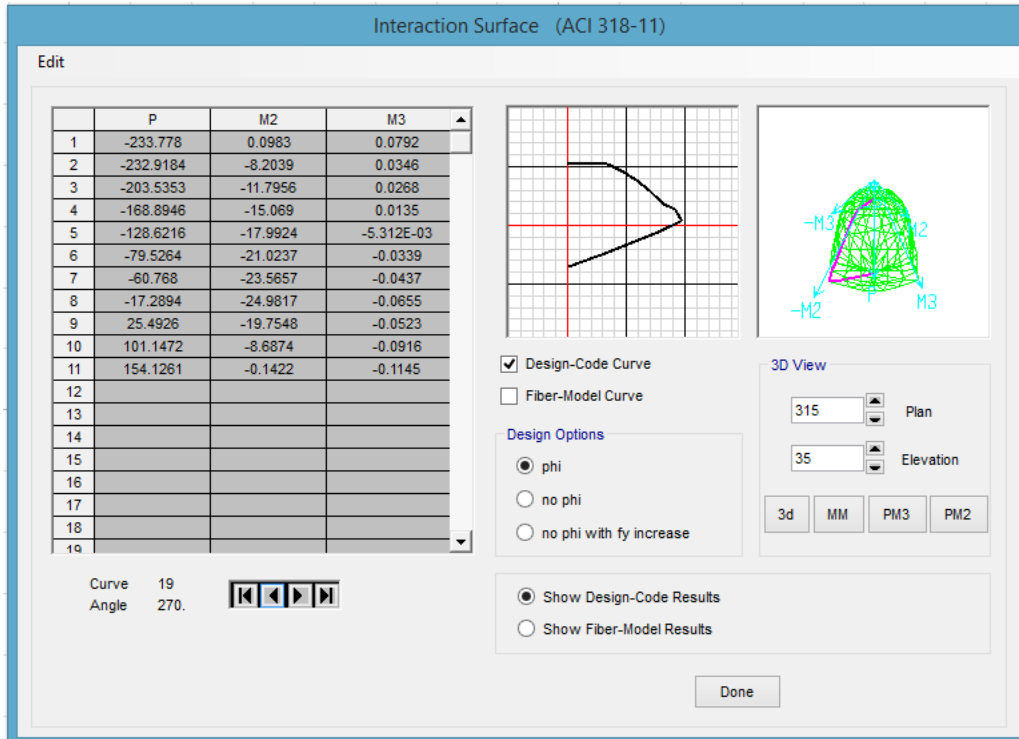 Interaction Surface (ACI 318-11)
Edit
P M2 M3
1 -233.778 0.0983 0.0792
2 -232.9184 -8.2039 0.0346
3 -203.5353 -11.7956 0.0268
4 -168.8946 -15.069 0.0135
5 -128.6216 -17.9924 -5.312E-03
6 -79.5264 -21.0237 -0.0339
7 -60.768 -23.5657 -0.0437
8 -17.2894 -24.9817 -0.0655
9 25.4926 -19.7548 -0.0523
10 101.1472 -8.6874 -0.0916
11 154.1261 -0.1422 -0.1145
12
13
14
15
16
17
18
19
Curve 19
Angle 270.
-M3 M2
-M2 M3
Design-Code Curve
Fiber-Model Curve
Design Options
phi
no phi
no phi with fy increase
3D View
315 Plan
35 Elevation
3d MM PM3 PM2
Show Design-Code Results
Show Fiber-Model Results
Done